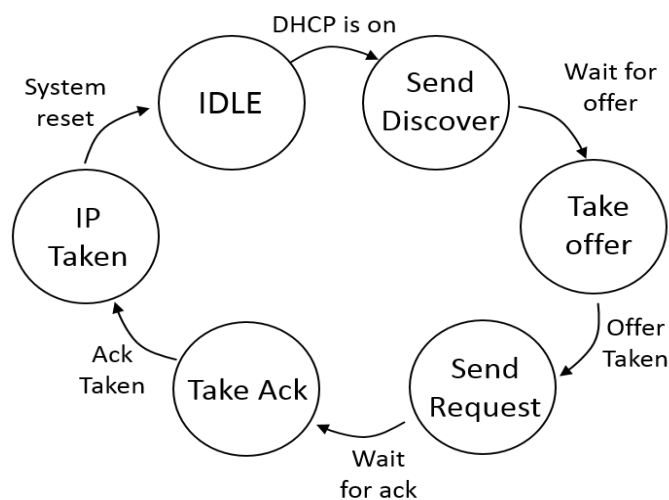 DHCP is on
IDLE
Send
Discover
Wait for
offer
Take
offer
Offer
Taken
Send
Request
Wait
for ack
Take Ack
Ack
Taken
IP
Taken
System
reset